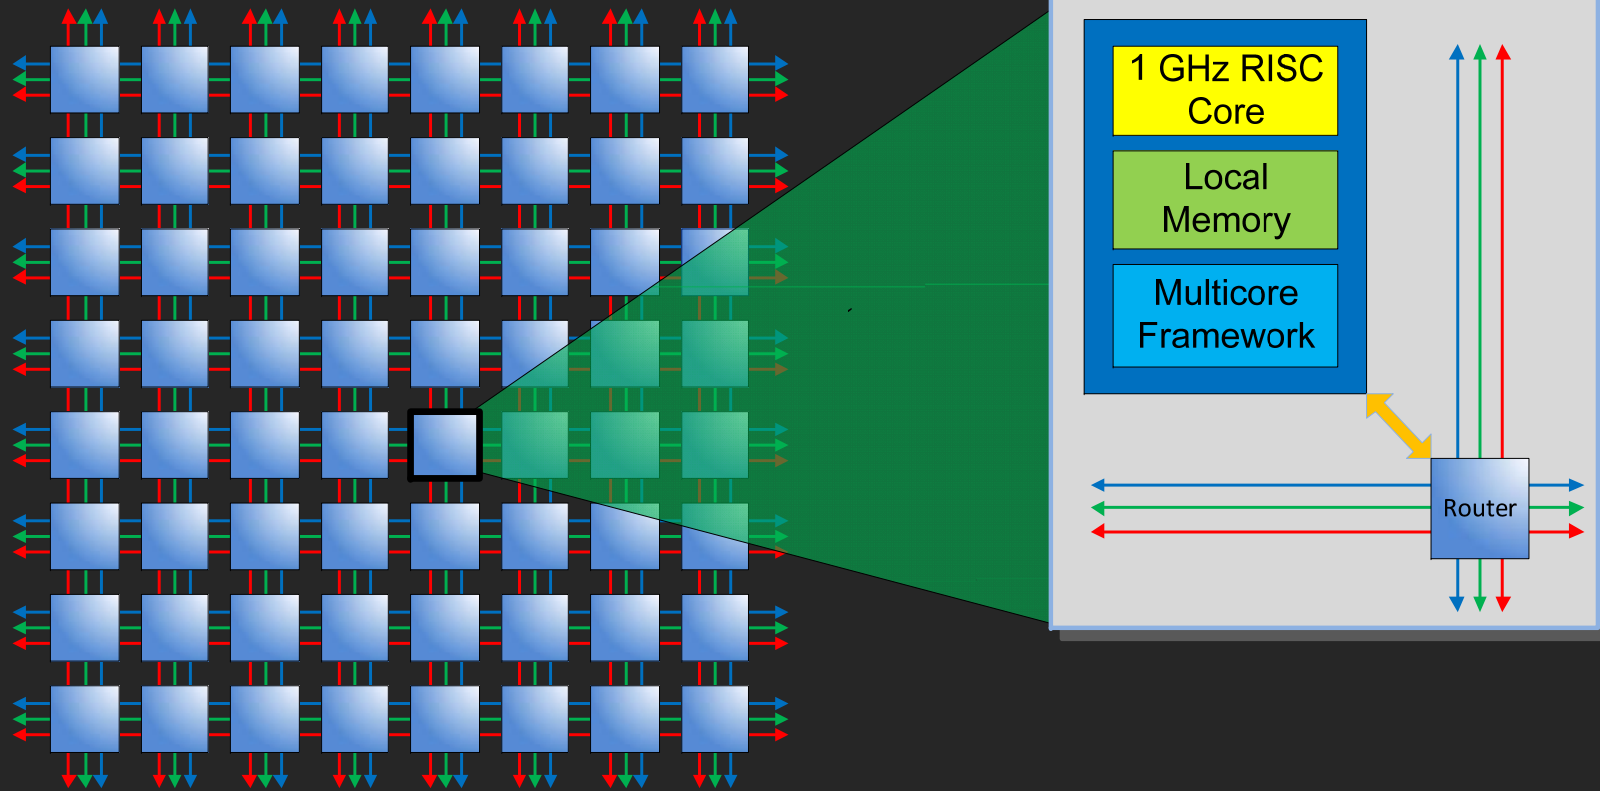 1 GHz RISC
Core
Local
Memory
Multicore
Framework
Router